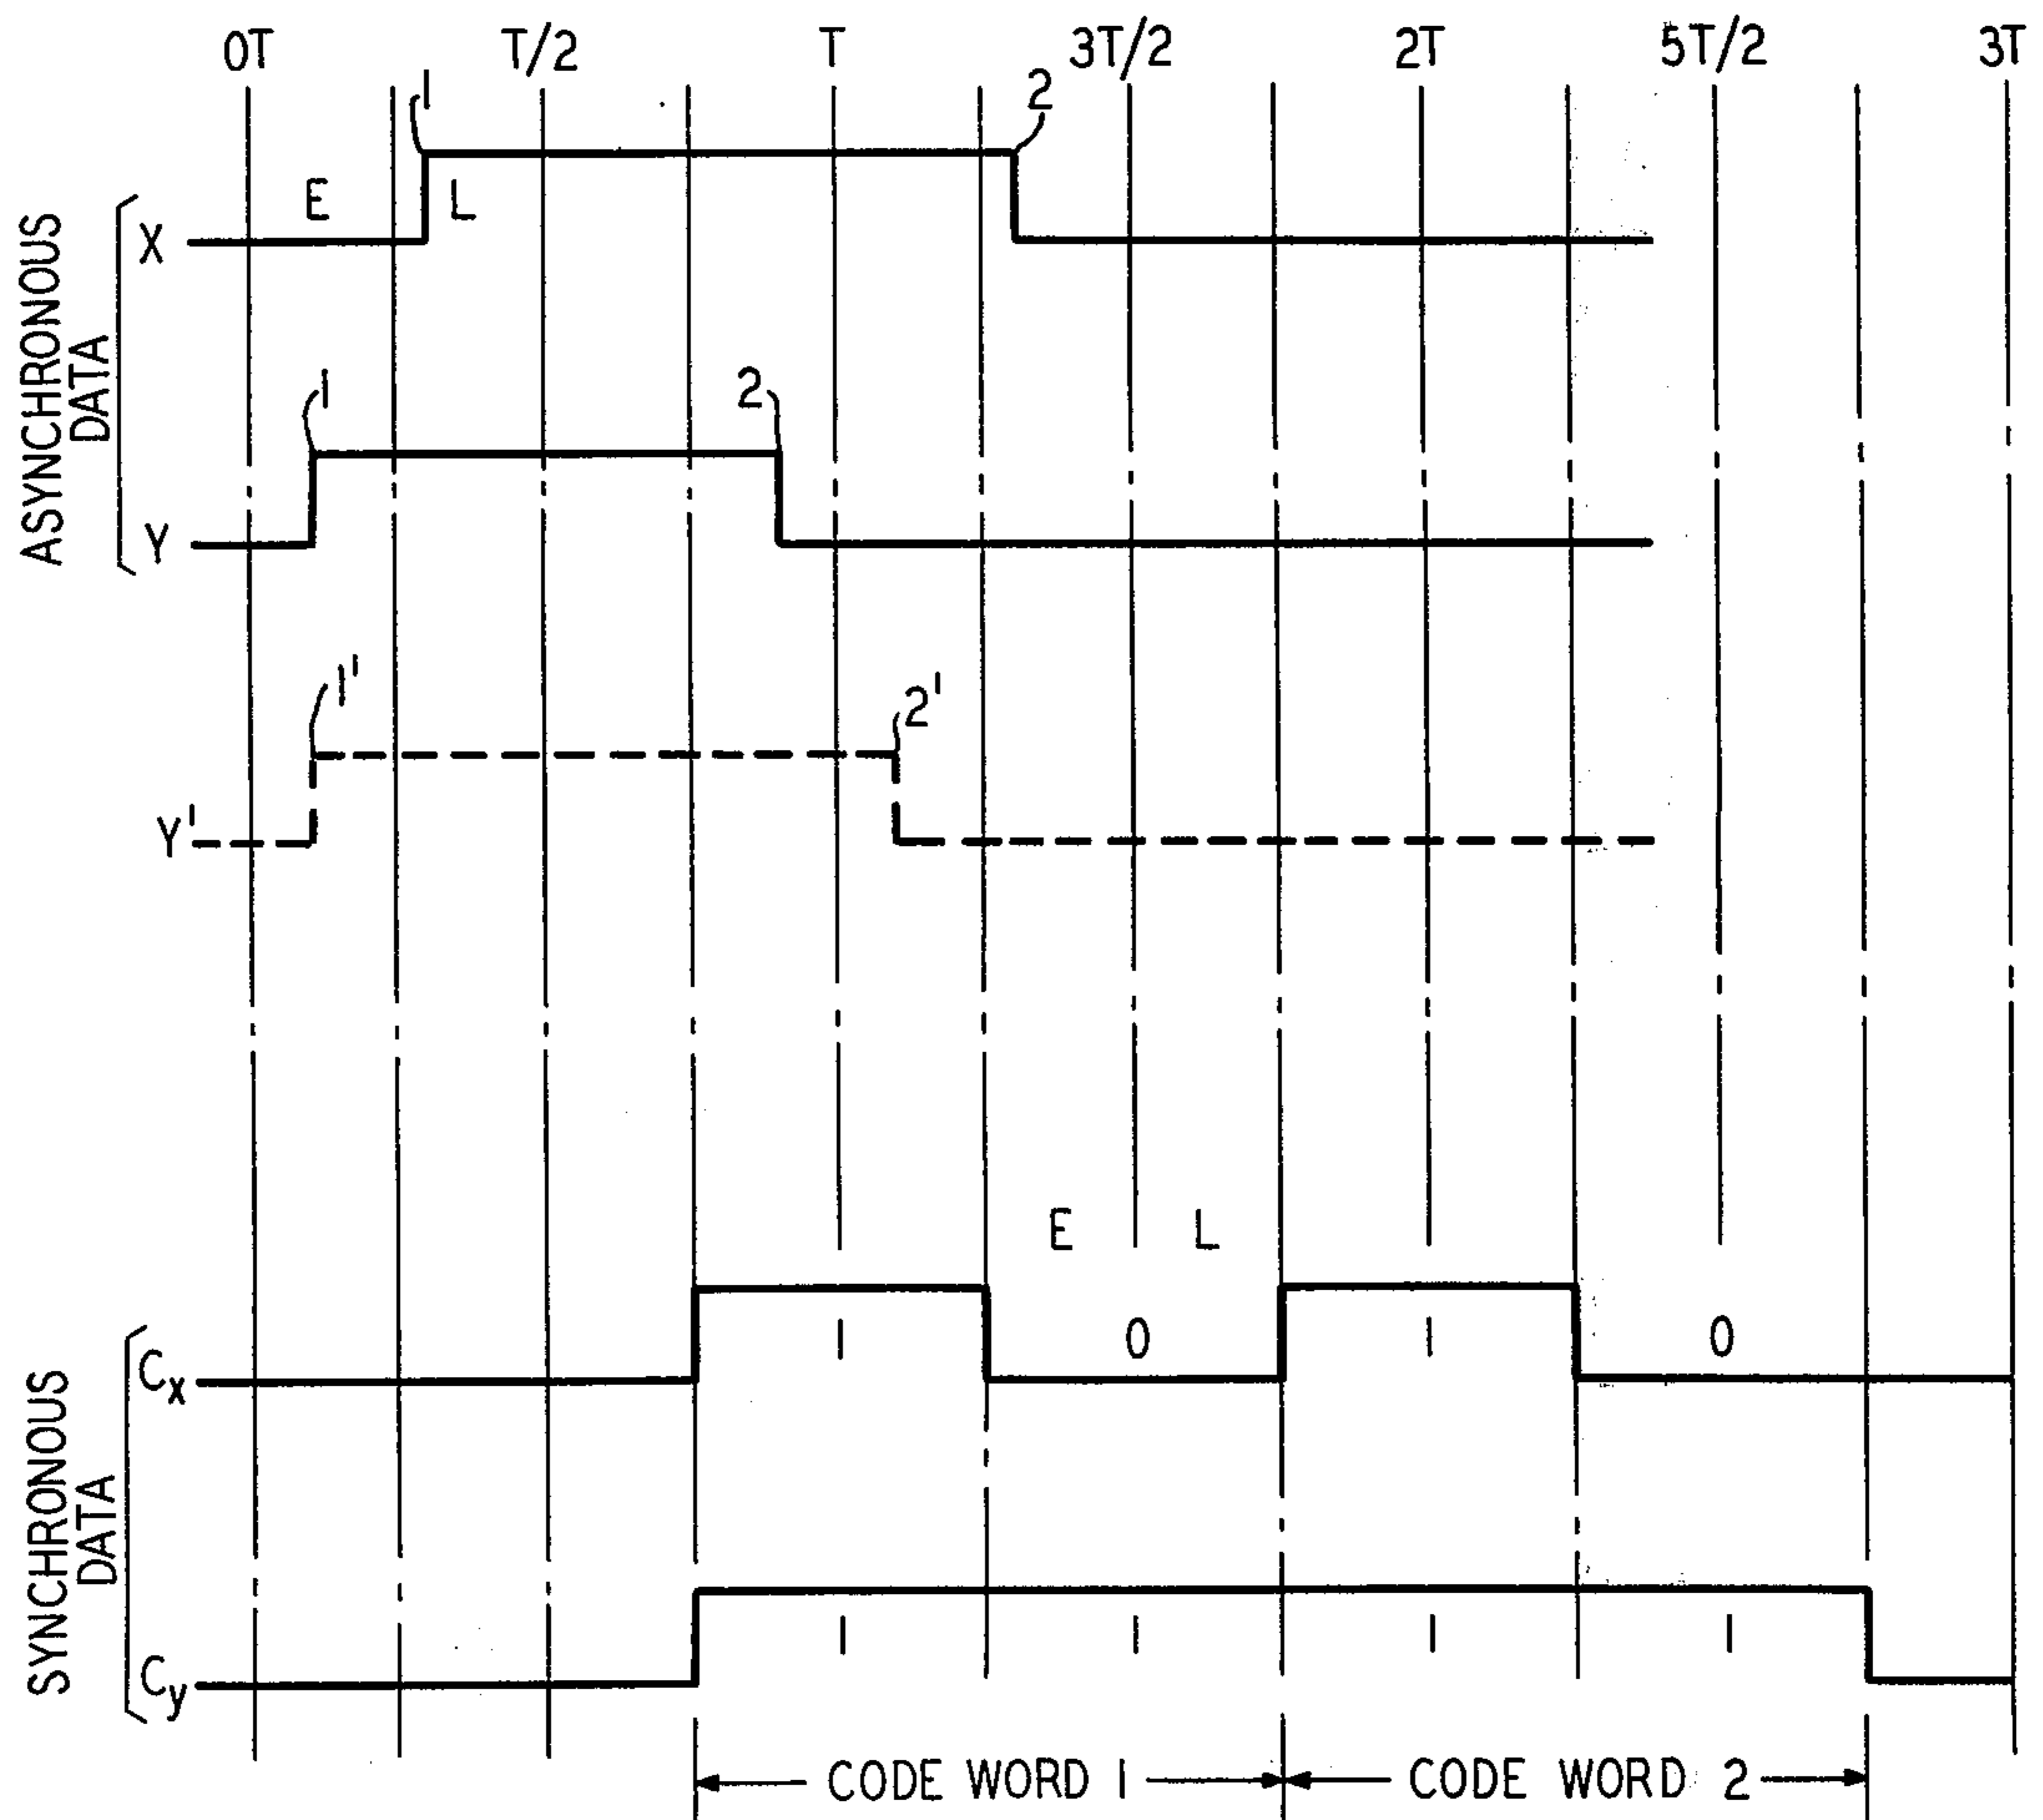 0T T/2 T 3T/2 2T 5T/2 3T
1 2
E L
X
ASYNCHRONOUS
DATA
1 2
Y
1' 2'
Y'
E L
1 0 1 0
Cx
SYNCHRONOUS
DATA
1 1 1 1
Cy
CODE WORD 1 CODE WORD 2